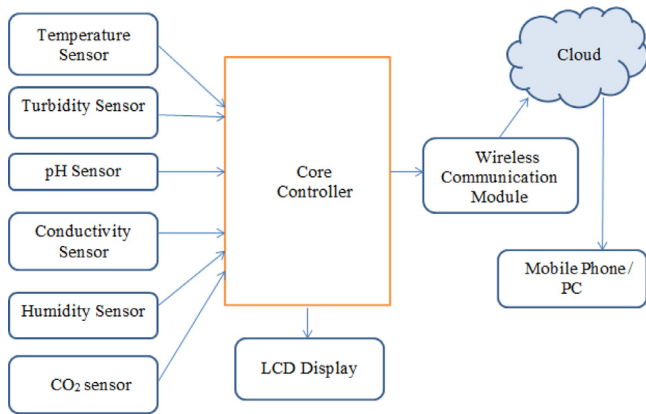 Temperature
Sensor
Turbidity Sensor
pH Sensor
Conductivity
Sensor
Humidity Sensor
CO₂ sensor
Core
Controller
LCD Display
Wireless
Communication
Module
Cloud
Mobile Phone /
PC